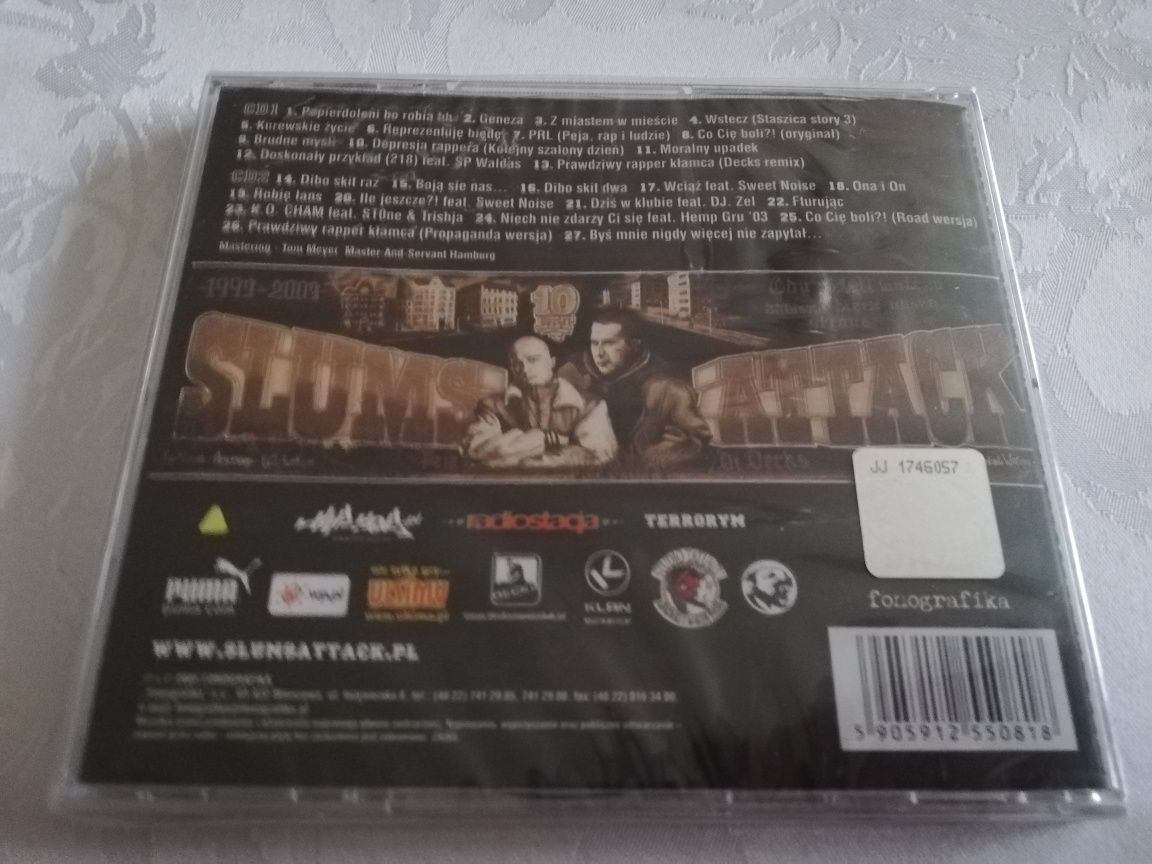 CD1 1. Popierdoleni bo robią hh 2. Geneza 3. Z miastem w mieście 4. Wstecz (Staszica story 3)
5. Kurewskie życie 6. Reprezentuję biedę 7. PRL (Peja, rap i ludzie) 8. Co Cię boli?! (oryginał)
9. Brudne myśli 10. Depresja rappera (Kolejny szalony dzień) 11. Moralny upadek
12. Doskonały przykład (218) feat. SP Waldas 13. Prawdziwy rapper kłamca (Decks remix)
CD2 14. Dibo skit raz 15. Boją sie nas... 16. Dibo skit dwa 17. Wciąż feat. Sweet Noise 18. Ona i On
19. Robię lans 20. Ile jeszcze?! feat. Sweet Noise 21. Dziś w klubie feat. DJ. Zel 22. Flurując
23. K.O. CHAM feat. ST0ne & Trishja 24. Niech nie zdarzy Ci się feat. Hemp Gru '03 25. Co Cię boli?! (Road wersja)
26. Prawdziwy rapper kłamca (Propaganda wersja) 27. Byś mnie nigdy więcej nie zapytał...
Mastering - Tom Meyer Master And Servant Hamburg
1993-2003
10
SLUMS ATTACK
Dj Decks
JJ 1746057
radiostacja TERRORYM
PUMA
KLAN
fonografika
WWW.SLUMSATTACK.PL
5 905912 550818